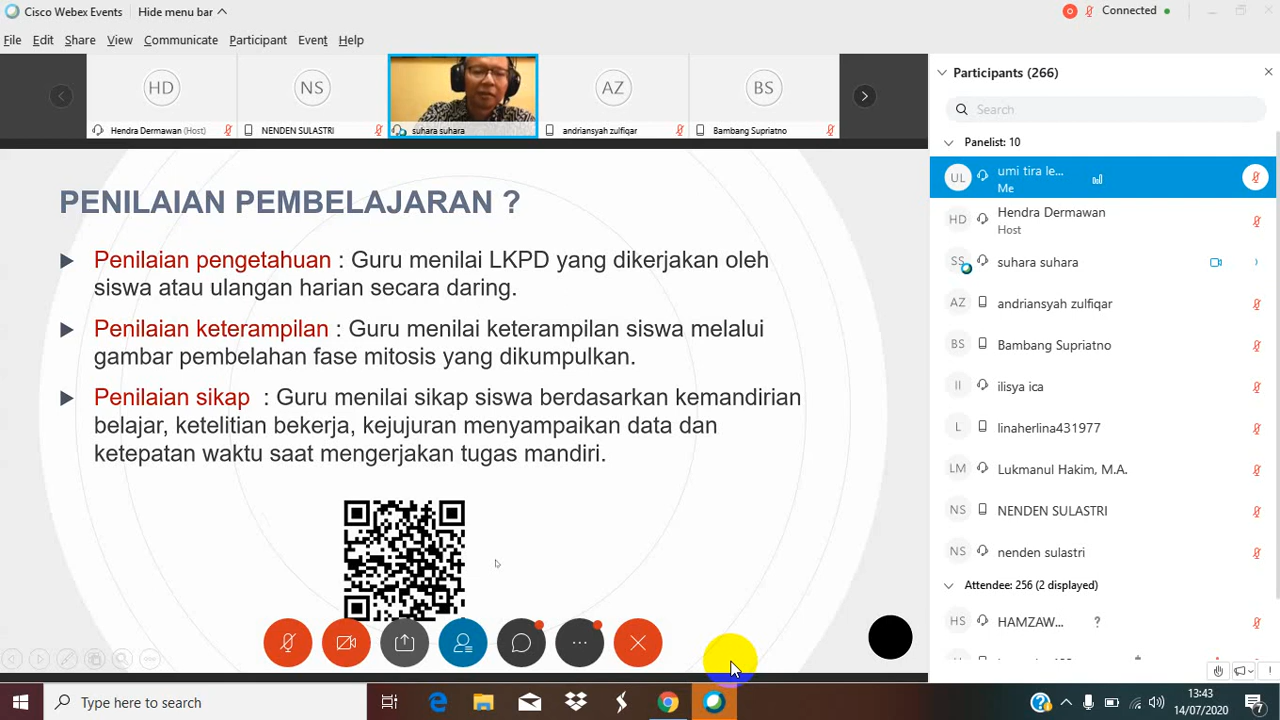 Cisco Webex Events
Hide menu bar
Connected
File Edit Share View Communicate Participant Event Help
HD
NS
AZ
BS
Hendra Dermawan (Host)
NENDEN SULASTRI
suhara suhara
andriansyah zulfiqar
Bambang Supriatno
PENILAIAN PEMBELAJARAN ?
Penilaian pengetahuan : Guru menilai LKPD yang dikerjakan oleh
siswa atau ulangan harian secara daring.
Penilaian keterampilan : Guru menilai keterampilan siswa melalui
gambar pembelahan fase mitosis yang dikumpulkan.
Penilaian sikap : Guru menilai sikap siswa berdasarkan kemandirian
belajar, ketelitian bekerja, kejujuran menyampaikan data dan
ketepatan waktu saat mengerjakan tugas mandiri.
Participants (266)
Search
Panelist: 10
UL umi tira le...
Me
HD Hendra Dermawan
Host
SS suhara suhara
AZ andriansyah zulfiqar
BS Bambang Supriatno
II ilisya ica
L linaherlina431977
LM Lukmanul Hakim, M.A.
NS NENDEN SULASTRI
NS nenden sulastri
Attendee: 256 (2 displayed)
HS HAMZAW... ?
Type here to search
13:43
14/07/2020